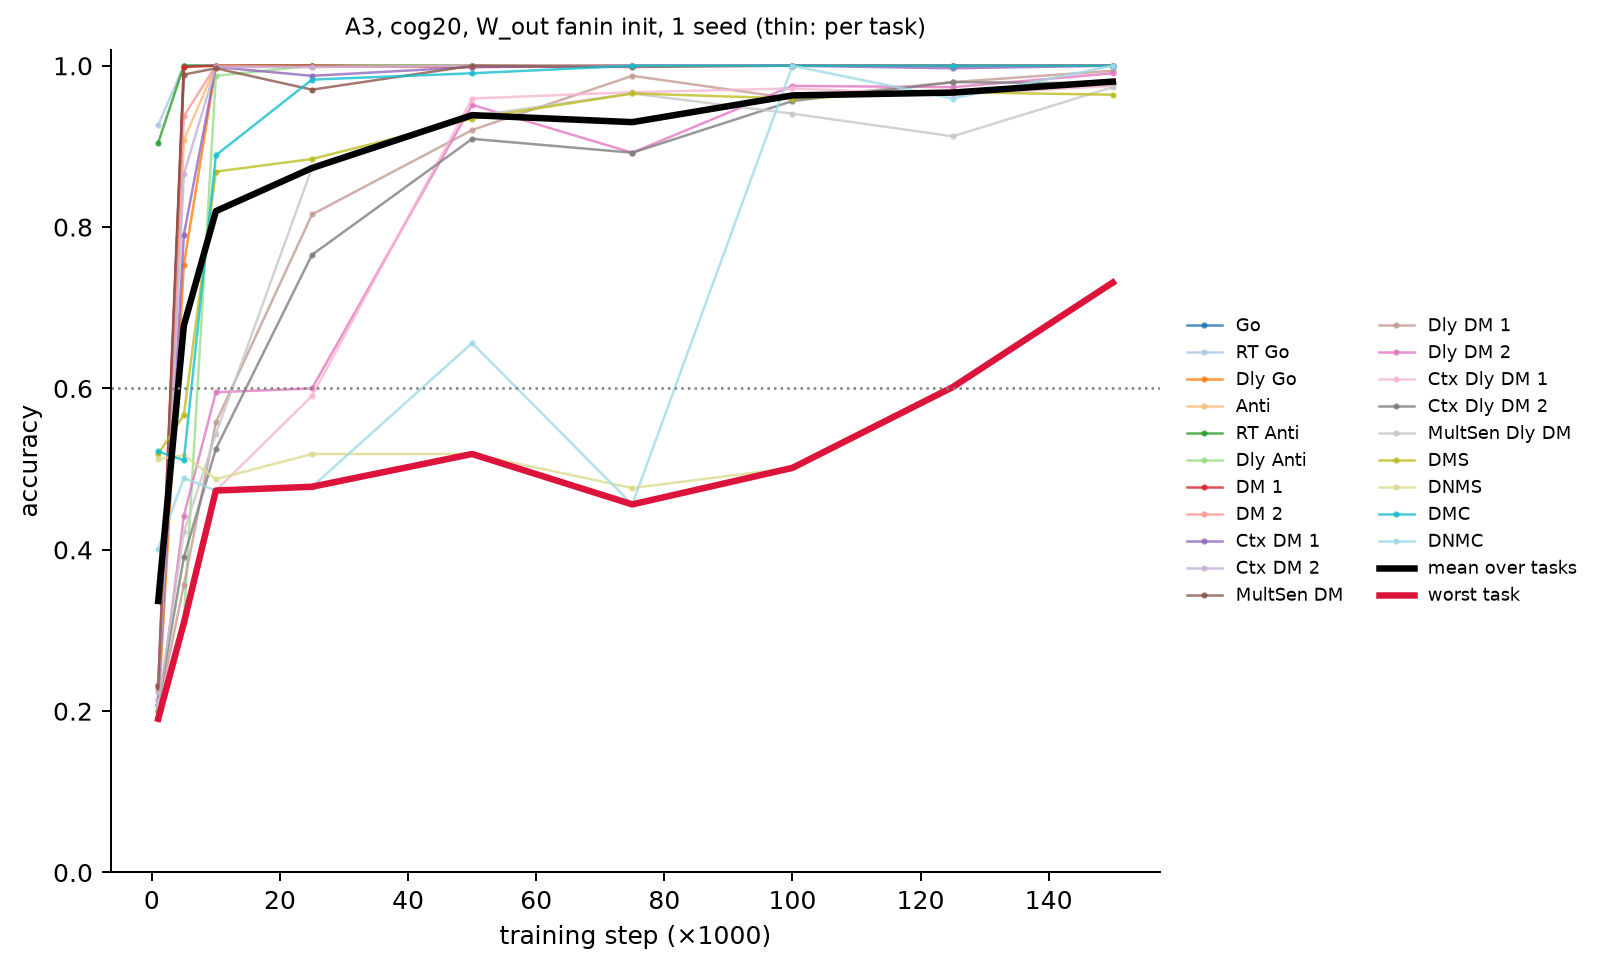 A3, cog20, W_out fanin init, 1 seed (thin: per task)
1.0
0.8
0.6
0.4
0.2
0.0
accuracy
0 20 40 60 80 100 120 140
training step (×1000)
Go
RT Go
Dly Go
Anti
RT Anti
Dly Anti
DM 1
DM 2
Ctx DM 1
Ctx DM 2
MultSen DM
Dly DM 1
Dly DM 2
Ctx Dly DM 1
Ctx Dly DM 2
MultSen Dly DM
DMS
DNMS
DMC
DNMC
mean over tasks
worst task